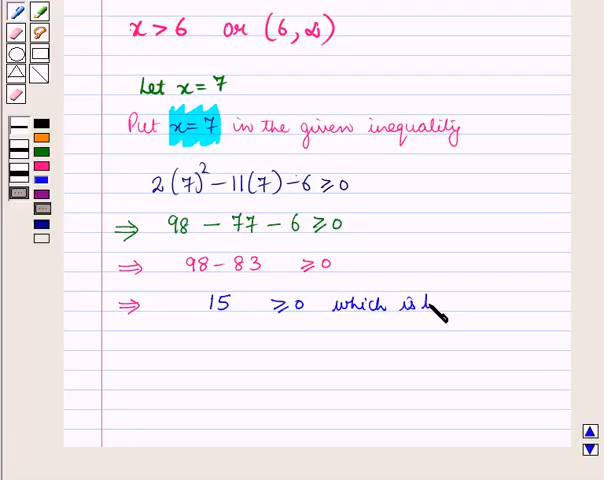 x > 6 or (6, ∞)
Let x = 7
Put x = 7 in the given inequality
2(7)² - 11(7) - 6 ≥ 0
⇒ 98 - 77 - 6 ≥ 0
⇒ 98 - 83 ≥ 0
⇒ 15 ≥ 0 which is